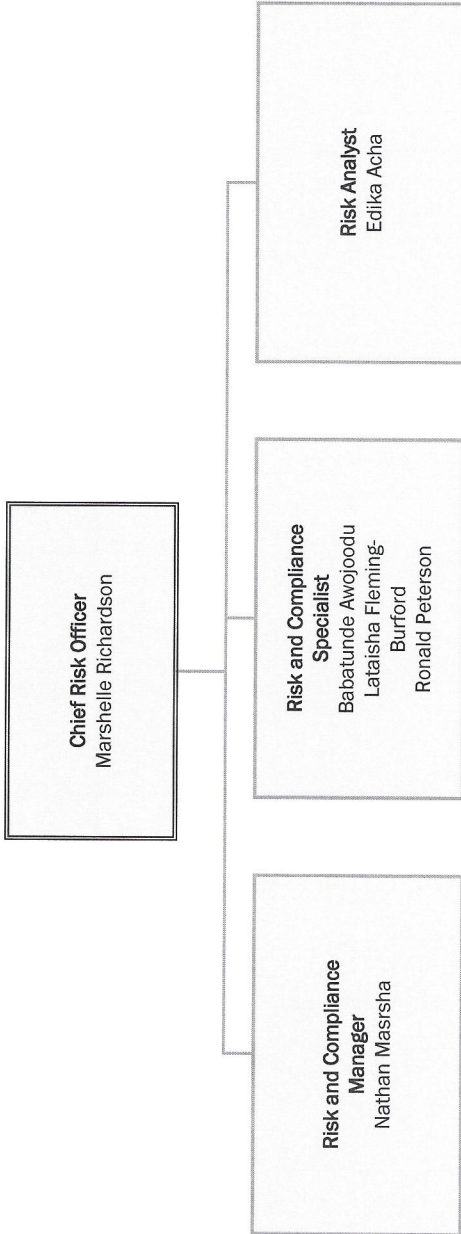 Chief Risk Officer
Marshelle Richardson
Risk and Compliance
Manager
Nathan Masrsha
Risk and Compliance
Specialist
Babatunde Awojoodu
Lataisha Fleming-
Burford
Ronald Peterson
Risk Analyst
Edika Acha